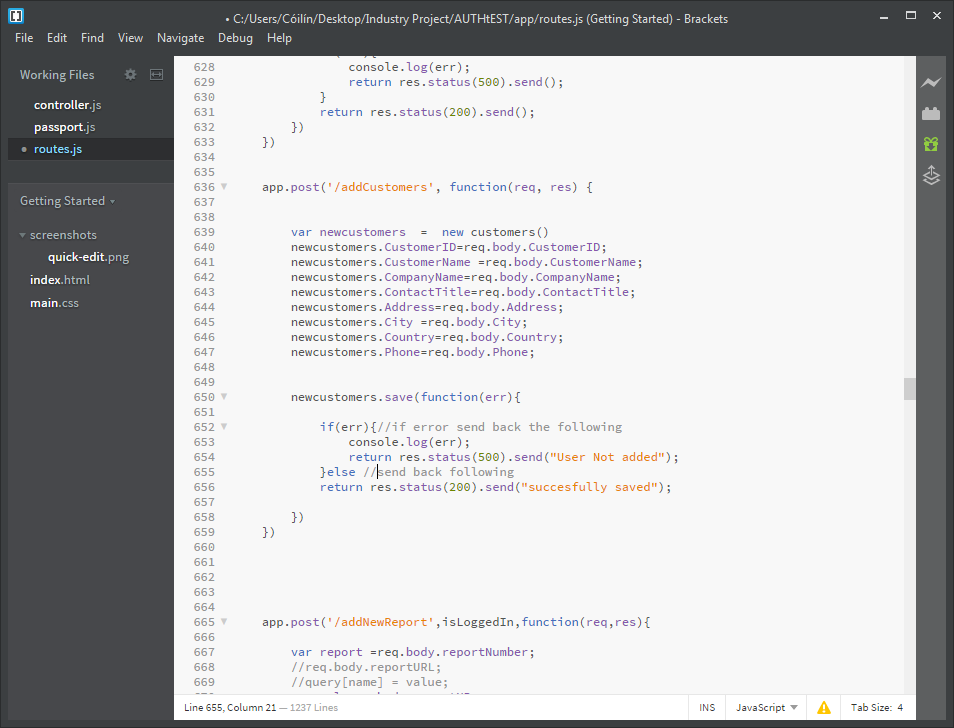 • C:/Users/Cóilín/Desktop/Industry Project/AUTHtEST/app/routes.js (Getting Started) - Brackets
File Edit Find View Navigate Debug Help
Working Files
controller.js
passport.js
• routes.js
Getting Started
screenshots
quick-edit.png
index.html
main.css
628 console.log(err);
629 return res.status(500).send();
630 }
631 return res.status(200).send();
632 })
633 })
634
635
636 app.post('/addCustomers', function(req, res) {
637
638
639 var newcustomers  =  new customers()
640 newcustomers.CustomerID=req.body.CustomerID;
641 newcustomers.CustomerName =req.body.CustomerName;
642 newcustomers.CompanyName=req.body.CompanyName;
643 newcustomers.ContactTitle=req.body.ContactTitle;
644 newcustomers.Address=req.body.Address;
645 newcustomers.City =req.body.City;
646 newcustomers.Country=req.body.Country;
647 newcustomers.Phone=req.body.Phone;
648
649
650 newcustomers.save(function(err){
651
652 if(err){//if error send back the following
653 console.log(err);
654 return res.status(500).send("User Not added");
655 }else //send back following
656 return res.status(200).send("succesfully saved");
657
658 })
659 })
660
661
662
663
664
665 app.post('/addNewReport',isLoggedIn,function(req,res){
666
667 var report =req.body.reportNumber;
668 //req.body.reportURL;
669 //query[name] = value;
Line 655, Column 21 — 1237 Lines
INS JavaScript Tab Size: 4